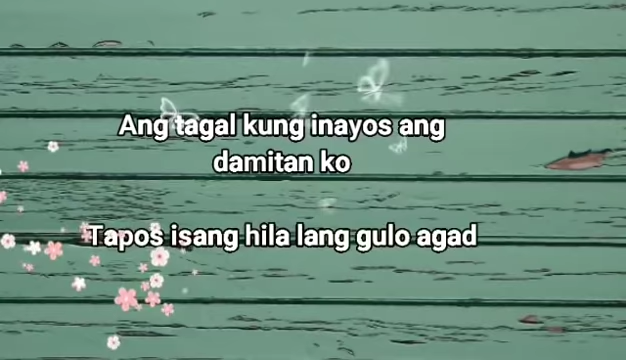 Ang tagal kung inayos ang
damitan ko
Tapos isang hila lang gulo agad